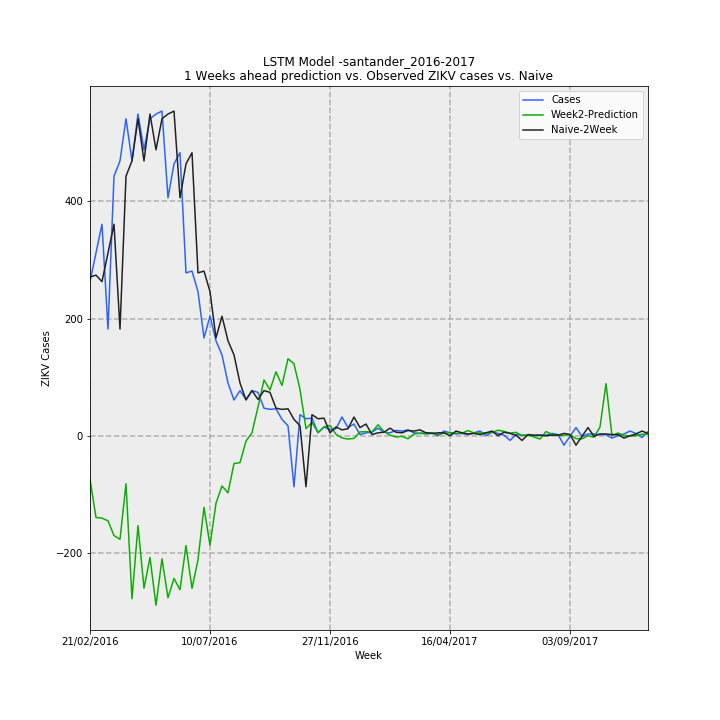 LSTM Model -santander_2016-2017
1 Weeks ahead prediction vs. Observed ZIKV cases vs. Naive
Cases
Week2-Prediction
Naive-2Week
ZIKV Cases
400
200
0
−200
21/02/2016
10/07/2016
27/11/2016
16/04/2017
03/09/2017
Week